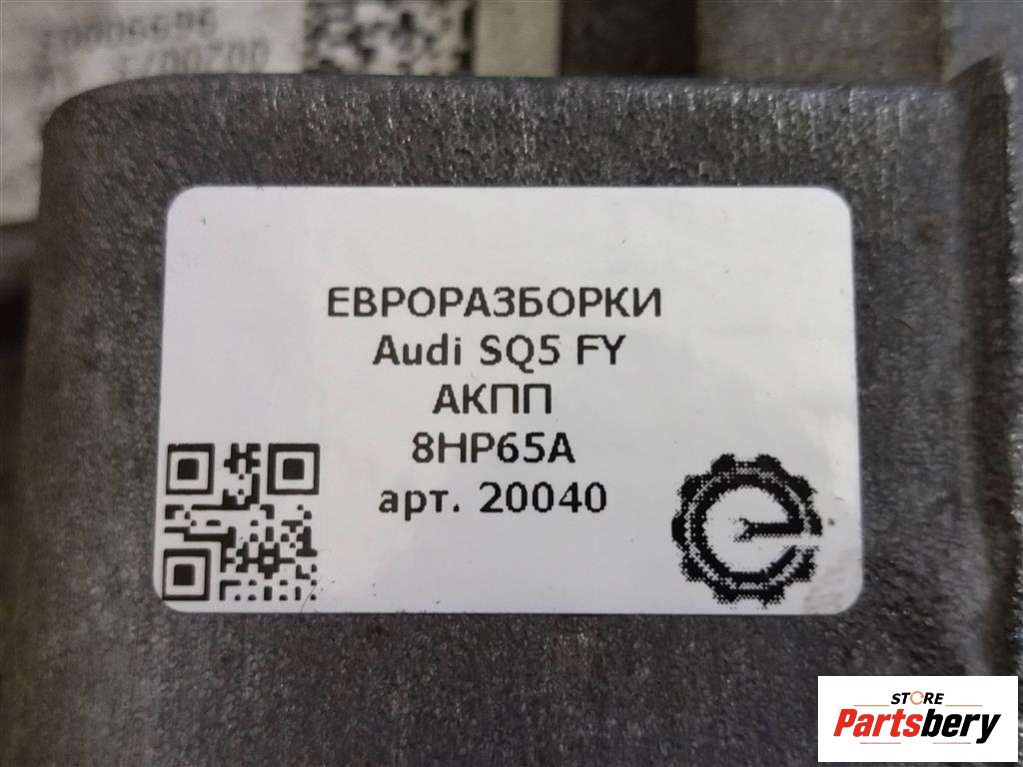 ЕВРОРАЗБОРКИ
Audi SQ5 FY
АКПП
8HP65A
арт. 20040
STORE
Partsbery